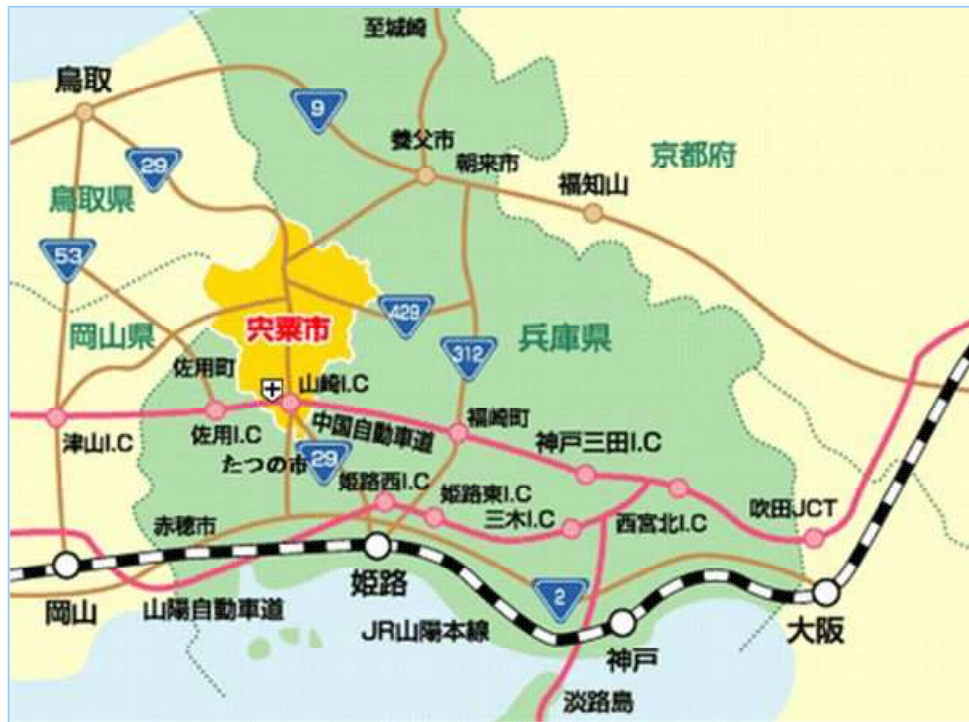 至城崎
鳥取
9
養父市
朝来市
京都府
29
福知山
鳥取県
53
岡山県
429
宍粟市
兵庫県
312
佐用町
山崎I.C
中国自動車道
福崎町
津山I.C
佐用I.C
神戸三田I.C
たつの市
29
姫路西I.C
姫路東I.C
三木I.C
西宮北I.C
吹田JCT
赤穂市
姫路
2
岡山
山陽自動車道
JR山陽本線
神戸
大阪
淡路島